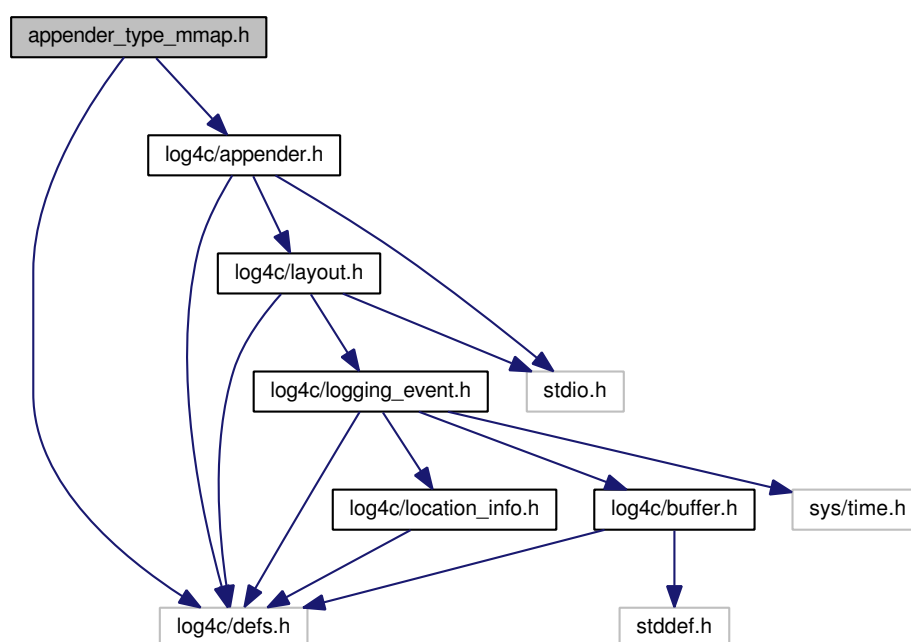 appender_type_mmap.h
log4c/appender.h
log4c/layout.h
log4c/logging_event.h
stdio.h
log4c/location_info.h
log4c/buffer.h
sys/time.h
log4c/defs.h
stddef.h